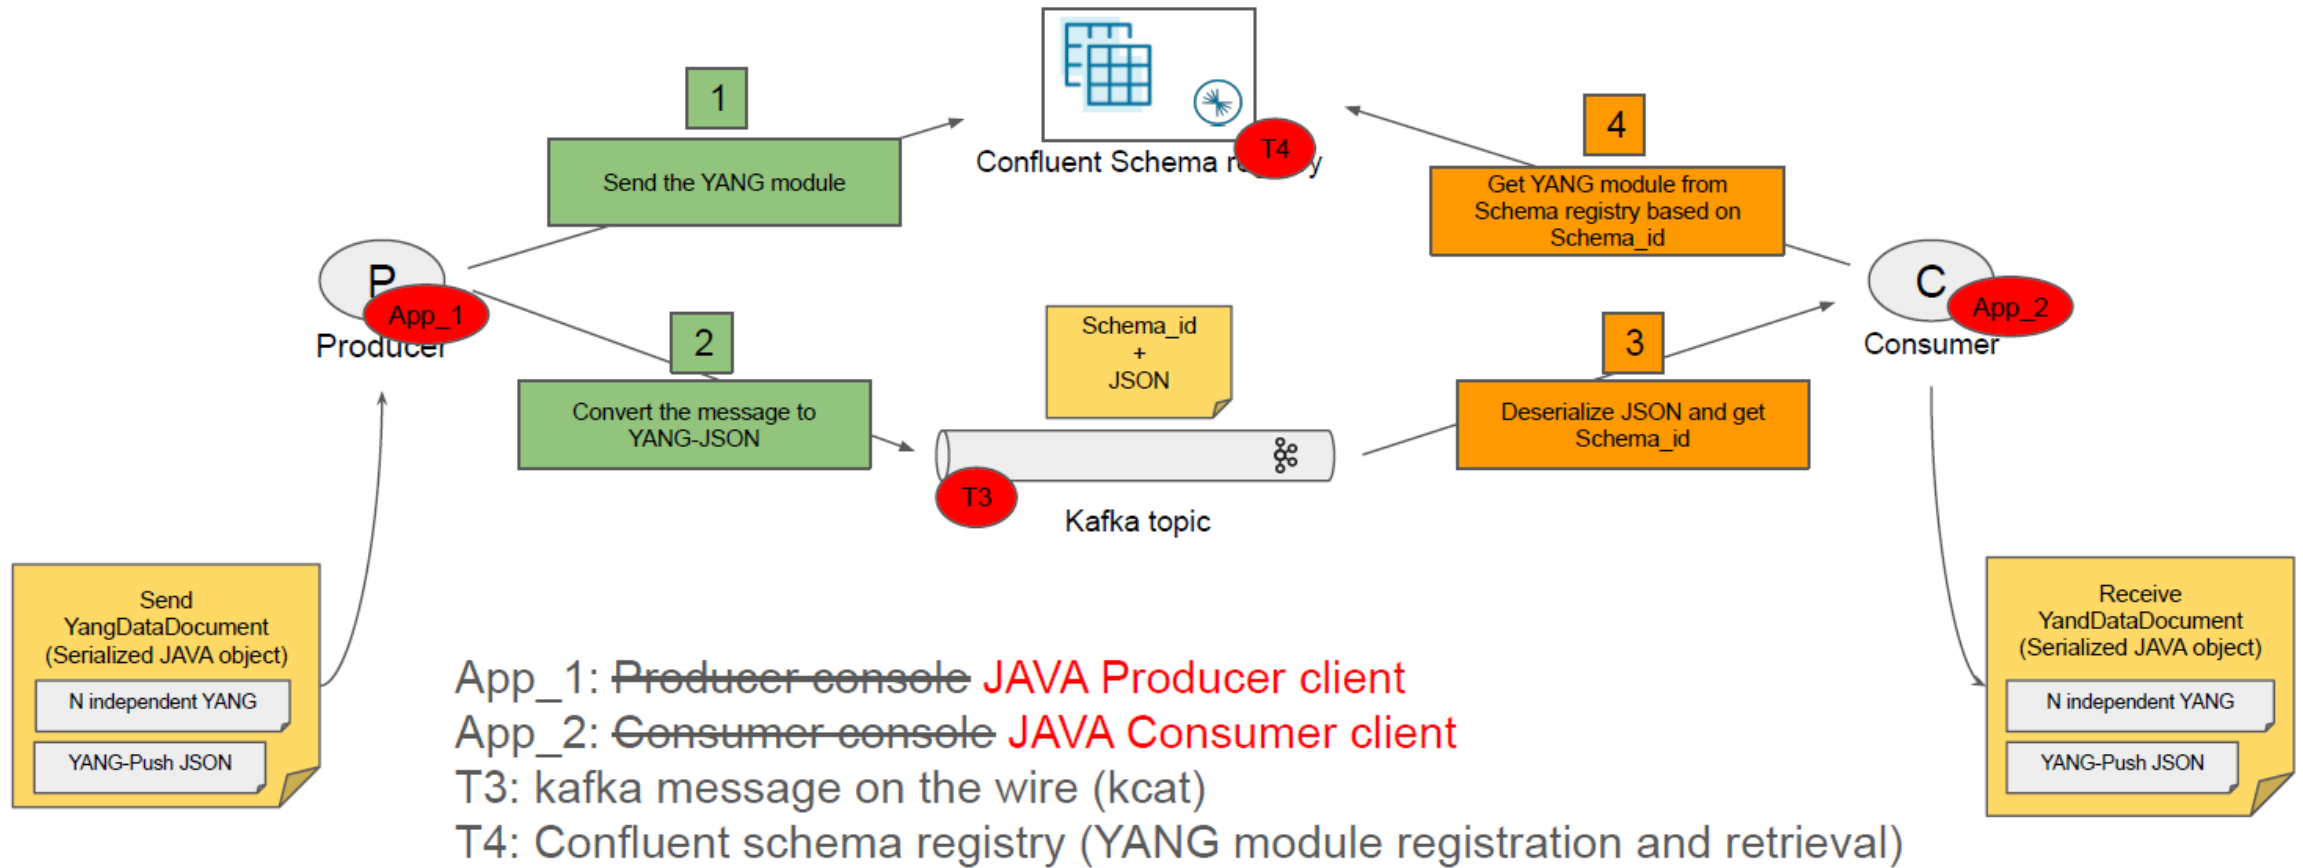 1
Send the YANG module
Confluent Schema registry
T4
4
Get YANG module from
Schema registry based on
Schema_id
P
App_1
Producer
2
Convert the message to
YANG-JSON
Schema_id
+
JSON
T3
Kafka topic
3
Deserialize JSON and get
Schema_id
C
App_2
Consumer
Send
YangDataDocument
(Serialized JAVA object)
N independent YANG
YANG-Push JSON
Receive
YandDataDocument
(Serialized JAVA object)
N independent YANG
YANG-Push JSON
App_1: Producer console JAVA Producer client
App_2: Consumer console JAVA Consumer client
T3: kafka message on the wire (kcat)
T4: Confluent schema registry (YANG module registration and retrieval)